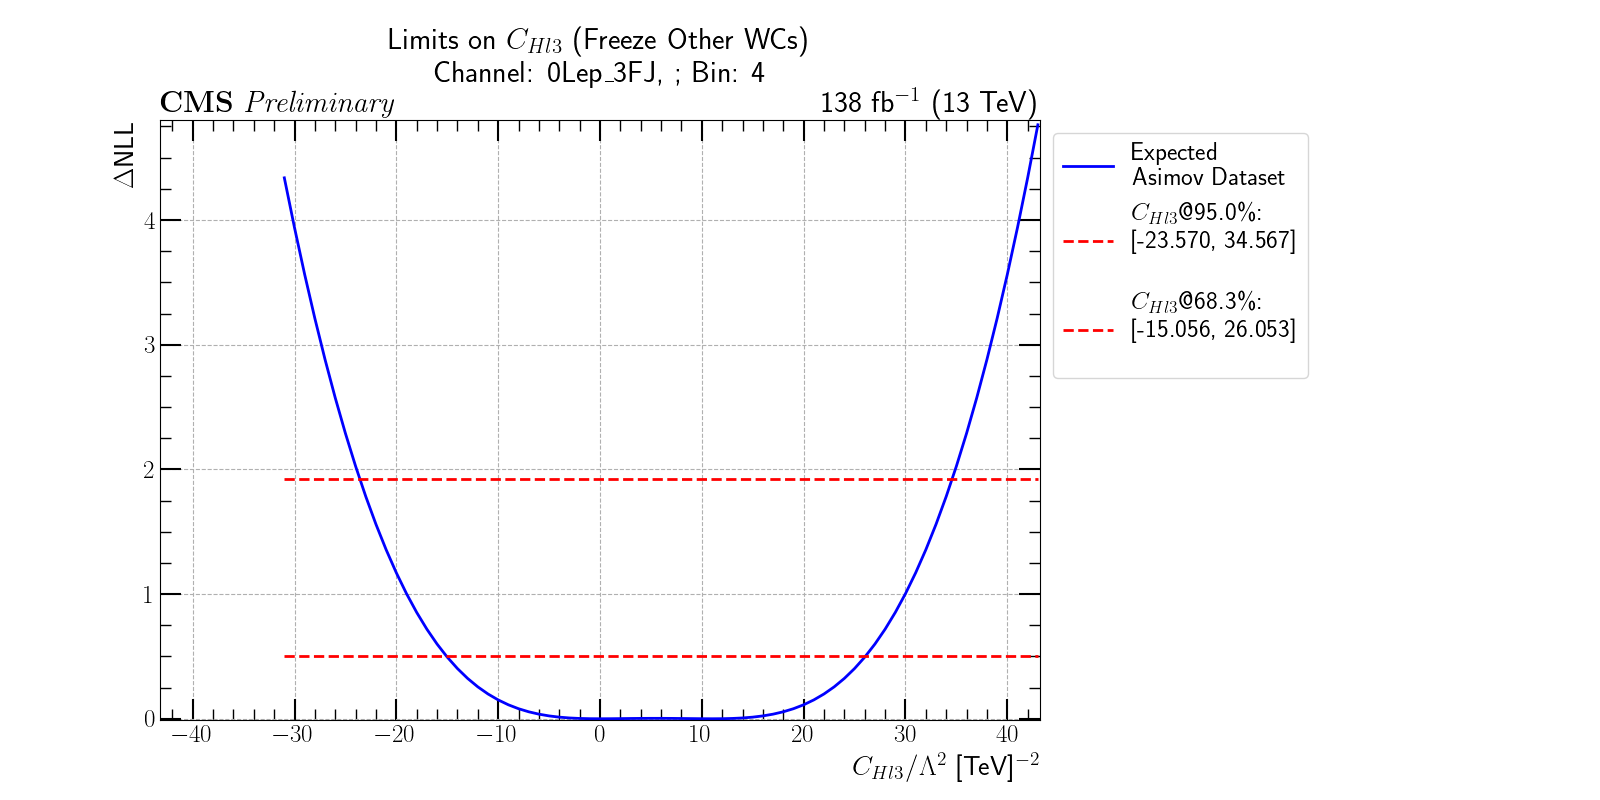 Limits on C_{Hl3} (Freeze Other WCs)
Channel: 0Lep_3FJ, ; Bin: 4
CMS Preliminary
138 fb^{−1} (13 TeV)
ΔNLL
4
3
2
1
0
−40 −30 −20 −10 0 10 20 30 40
C_{Hl3}/Λ^2 [TeV]^{−2}
Expected
Asimov Dataset
C_{Hl3}@95.0%:
[-23.570, 34.567]
C_{Hl3}@68.3%:
[-15.056, 26.053]